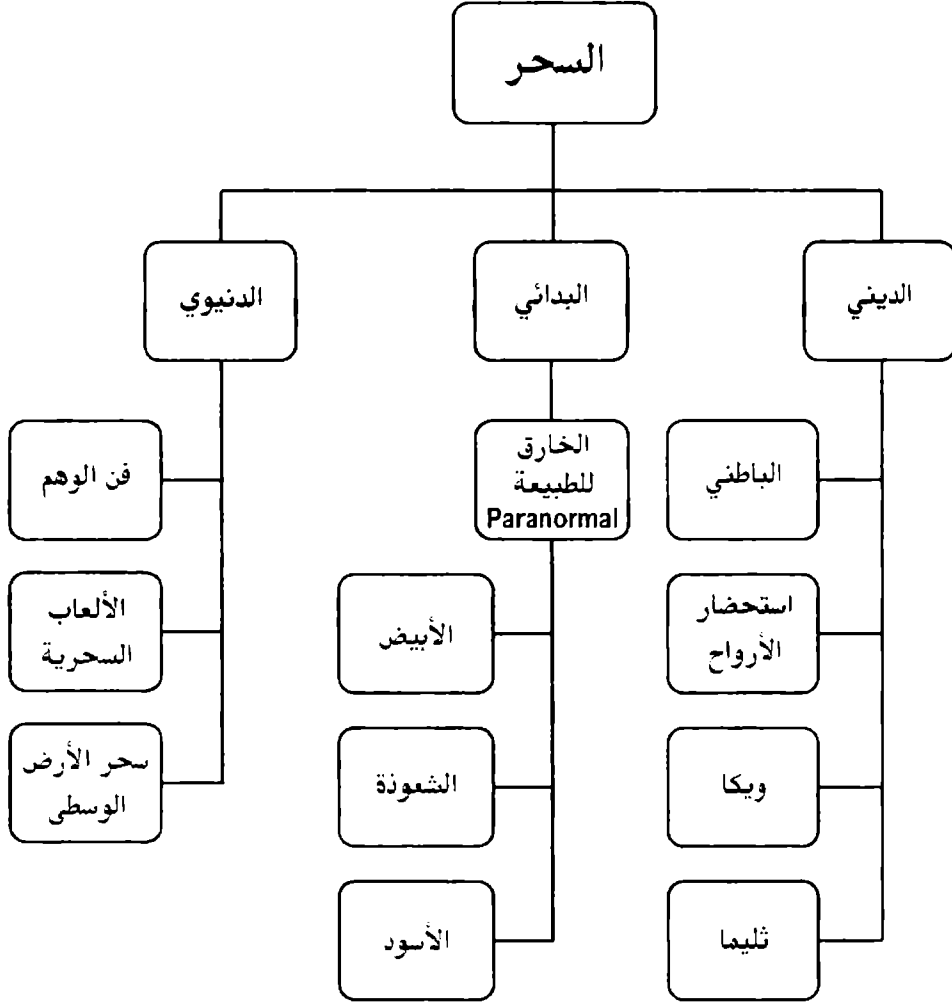 السحر
الديني
البدائي
الدنيوي
الباطني
استحضار
الأرواح
ويكا
ثليما
الخارق
للطبيعة
Paranormal
الأبيض
الشعوذة
الأسود
فن الوهم
الألعاب
السحرية
سحر الأرض
الوسطى